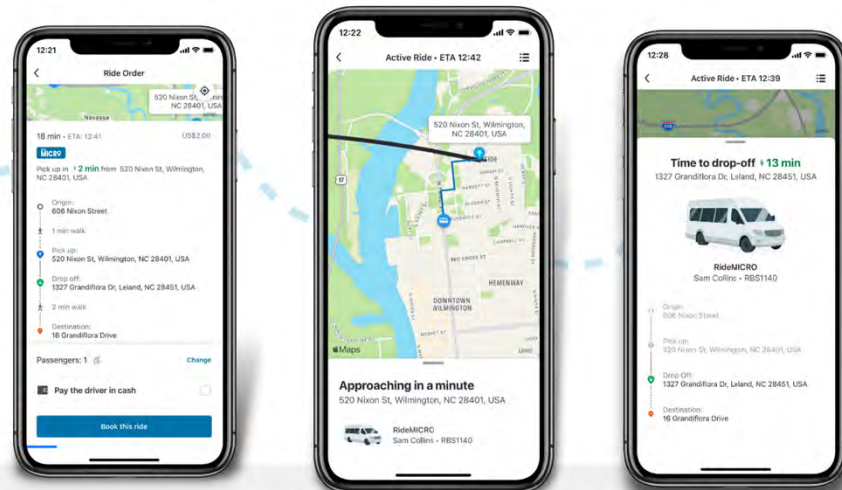 12:21
Ride Order
Navassa
520 Nixon St,
NC 28401, USA
18 min • ETA: 12:41
US$2.00
MICRO
Pick up in 2 min from 520 Nixon St, Wilmington,
NC 28401, USA
Origin:
606 Nixon Street
1 min walk
Pick up:
520 Nixon St, Wilmington, NC 28401, USA
Drop off:
1327 Grandiflora Dr, Leland, NC 28451, USA
2 min walk
Destination:
16 Grandiflora Drive
Passengers: 1
Change
Pay the driver in cash
Book this ride
12:22
Active Ride • ETA 12:42
520 Nixon St, Wilmington,
NC 28401, USA
17
RED CROSS ST
HEMENWAY
DOWNTOWN
WILMINGTON
MARKET ST
Maps
Approaching in a minute
520 Nixon St, Wilmington, NC 28401, USA
RideMICRO
Sam Collins • RBS1140
12:28
Active Ride • ETA 12:39
Time to drop-off 13 min
1327 Grandiflora Dr, Leland, NC 28451, USA
RideMICRO
Sam Collins • RBS1140
Origin:
606 Nixon Street
Pick up:
520 Nixon St, Wilmington, NC 28401, USA
Drop Off:
1327 Grandiflora Dr, Leland, NC 28451, USA
Destination:
16 Grandiflora Drive